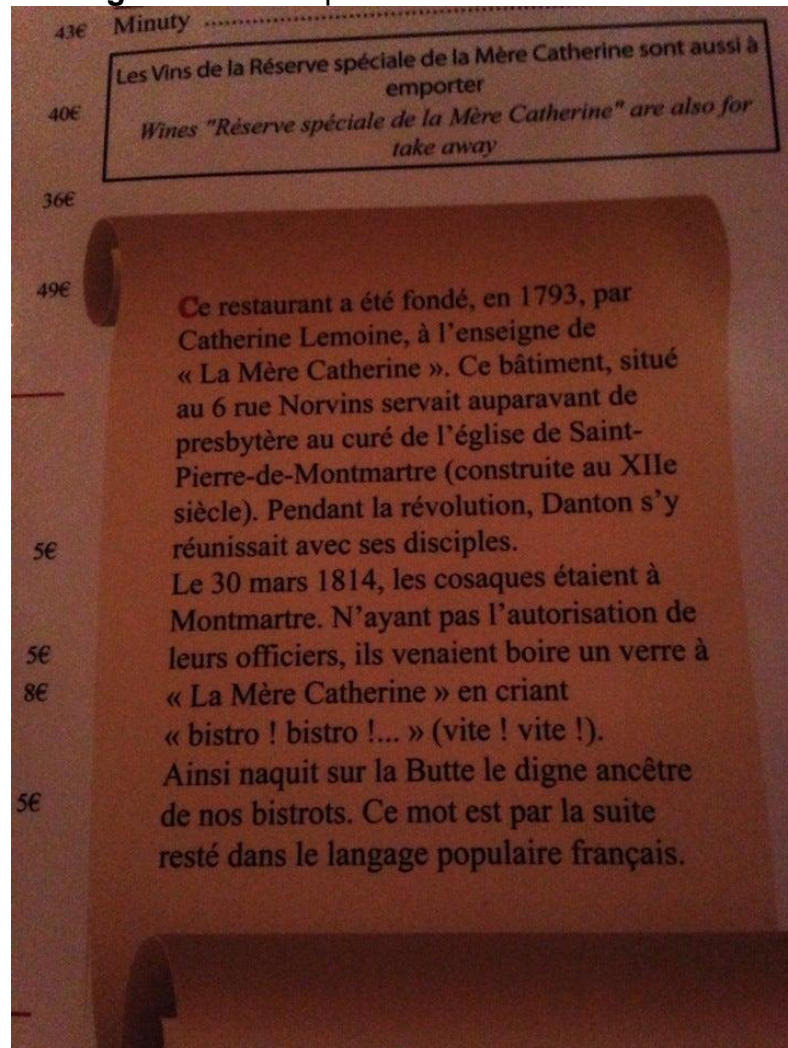 43€ Minuty ........................................
Les Vins de la Réserve spéciale de la Mère Catherine sont aussi à
emporter
40€
Wines "Réserve spéciale de la Mère Catherine" are also for
take away
36€
49€
Ce restaurant a été fondé, en 1793, par
Catherine Lemoine, à l'enseigne de
« La Mère Catherine ». Ce bâtiment, situé
au 6 rue Norvins servait auparavant de
presbytère au curé de l'église de Saint-
Pierre-de-Montmartre (construite au XIIe
siècle). Pendant la révolution, Danton s'y
réunissait avec ses disciples.
5€
Le 30 mars 1814, les cosaques étaient à
Montmartre. N'ayant pas l'autorisation de
leurs officiers, ils venaient boire un verre à
5€
« La Mère Catherine » en criant
8€
« bistro ! bistro !... » (vite ! vite !).
Ainsi naquit sur la Butte le digne ancêtre
5€
de nos bistrots. Ce mot est par la suite
resté dans le langage populaire français.